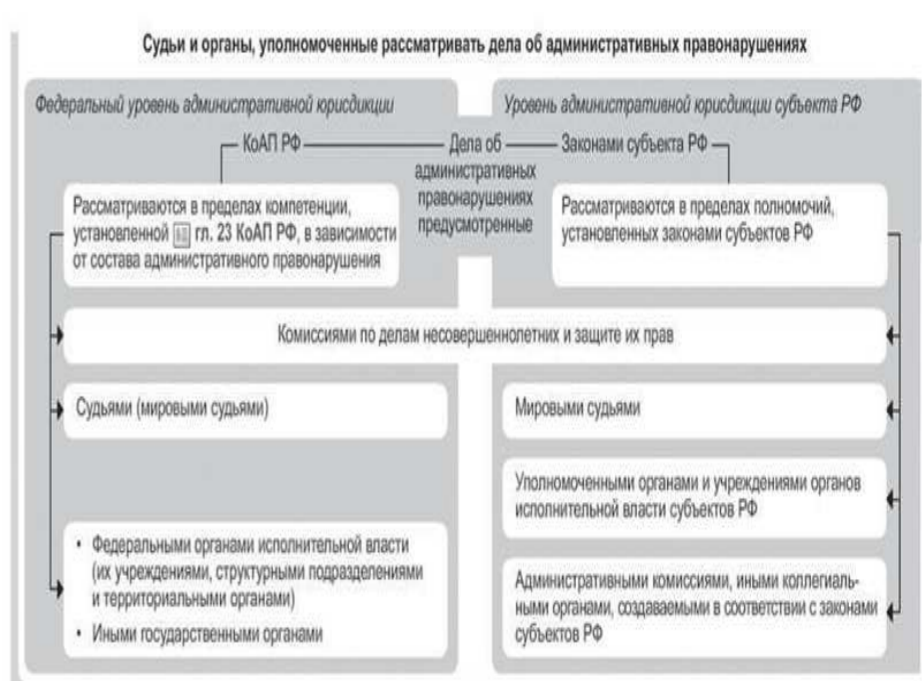 Судьи и органы, уполномоченные рассматривать дела об административных правонарушениях
Федеральный уровень административной юрисдикции
Уровень административной юрисдикции субъекта РФ
КоАП РФ
Дела об
административных
правонарушениях
предусмотренные
Законами субъекта РФ
Рассматриваются в пределах компетенции,
установленной гл. 23 КоАП РФ, в зависимости
от состава административного правонарушения
Рассматриваются в пределах полномочий,
установленных законами субъектов РФ
Комиссиями по делам несовершеннолетних и защите их прав
Судьями (мировыми судьями)
Мировыми судьями
Уполномоченными органами и учреждениями органов
исполнительной власти субъектов РФ
• Федеральными органами исполнительной власти
(их учреждениями, структурными подразделениями
и территориальными органами)
• Иными государственными органами
Административными комиссиями, иными коллегиаль-
ными органами, создаваемыми в соответствии с законами
субъектов РФ